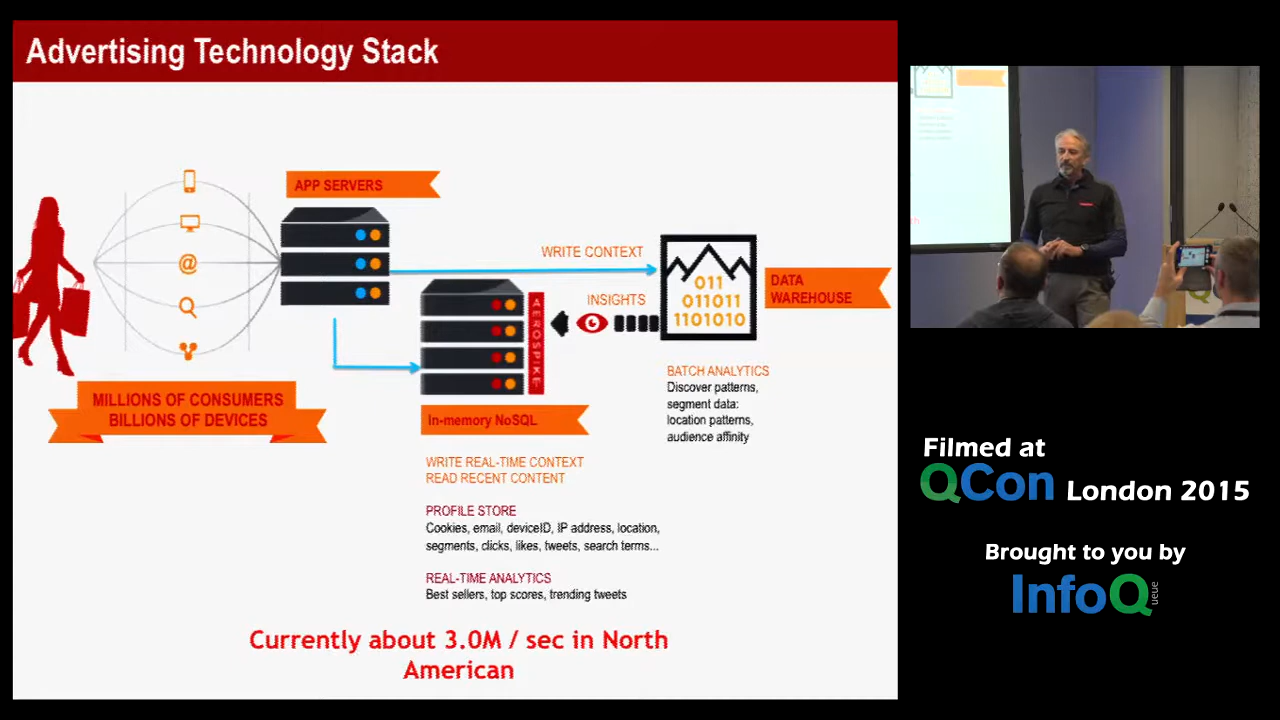 Advertising Technology Stack
APP SERVERS
WRITE CONTEXT
INSIGHTS
AEROSPIKE
011
011011
1101010
DATA
WAREHOUSE
MILLIONS OF CONSUMERS
BILLIONS OF DEVICES
In-memory NoSQL
BATCH ANALYTICS
Discover patterns,
segment data:
location patterns,
audience affinity
WRITE REAL-TIME CONTEXT
READ RECENT CONTENT
PROFILE STORE
Cookies, email, deviceID, IP address, location,
segments, clicks, likes, tweets, search terms...
REAL-TIME ANALYTICS
Best sellers, top scores, trending tweets
Currently about 3.0M / sec in North
American
Filmed at
QCon London 2015
Brought to you by
InfoQueue